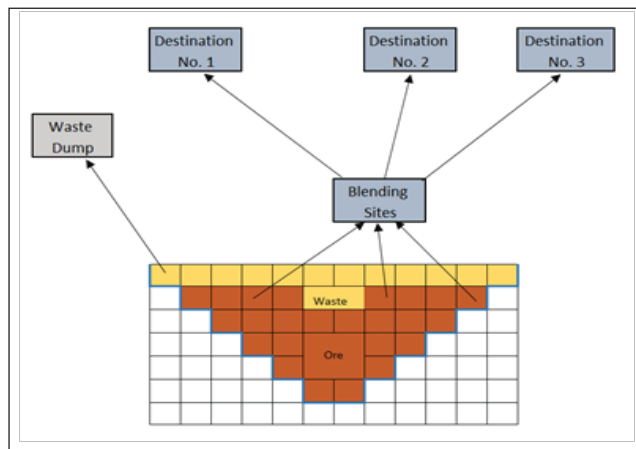 Destination
No. 1
Destination
No. 2
Destination
No. 3
Waste
Dump
Blending
Sites
Waste
Ore